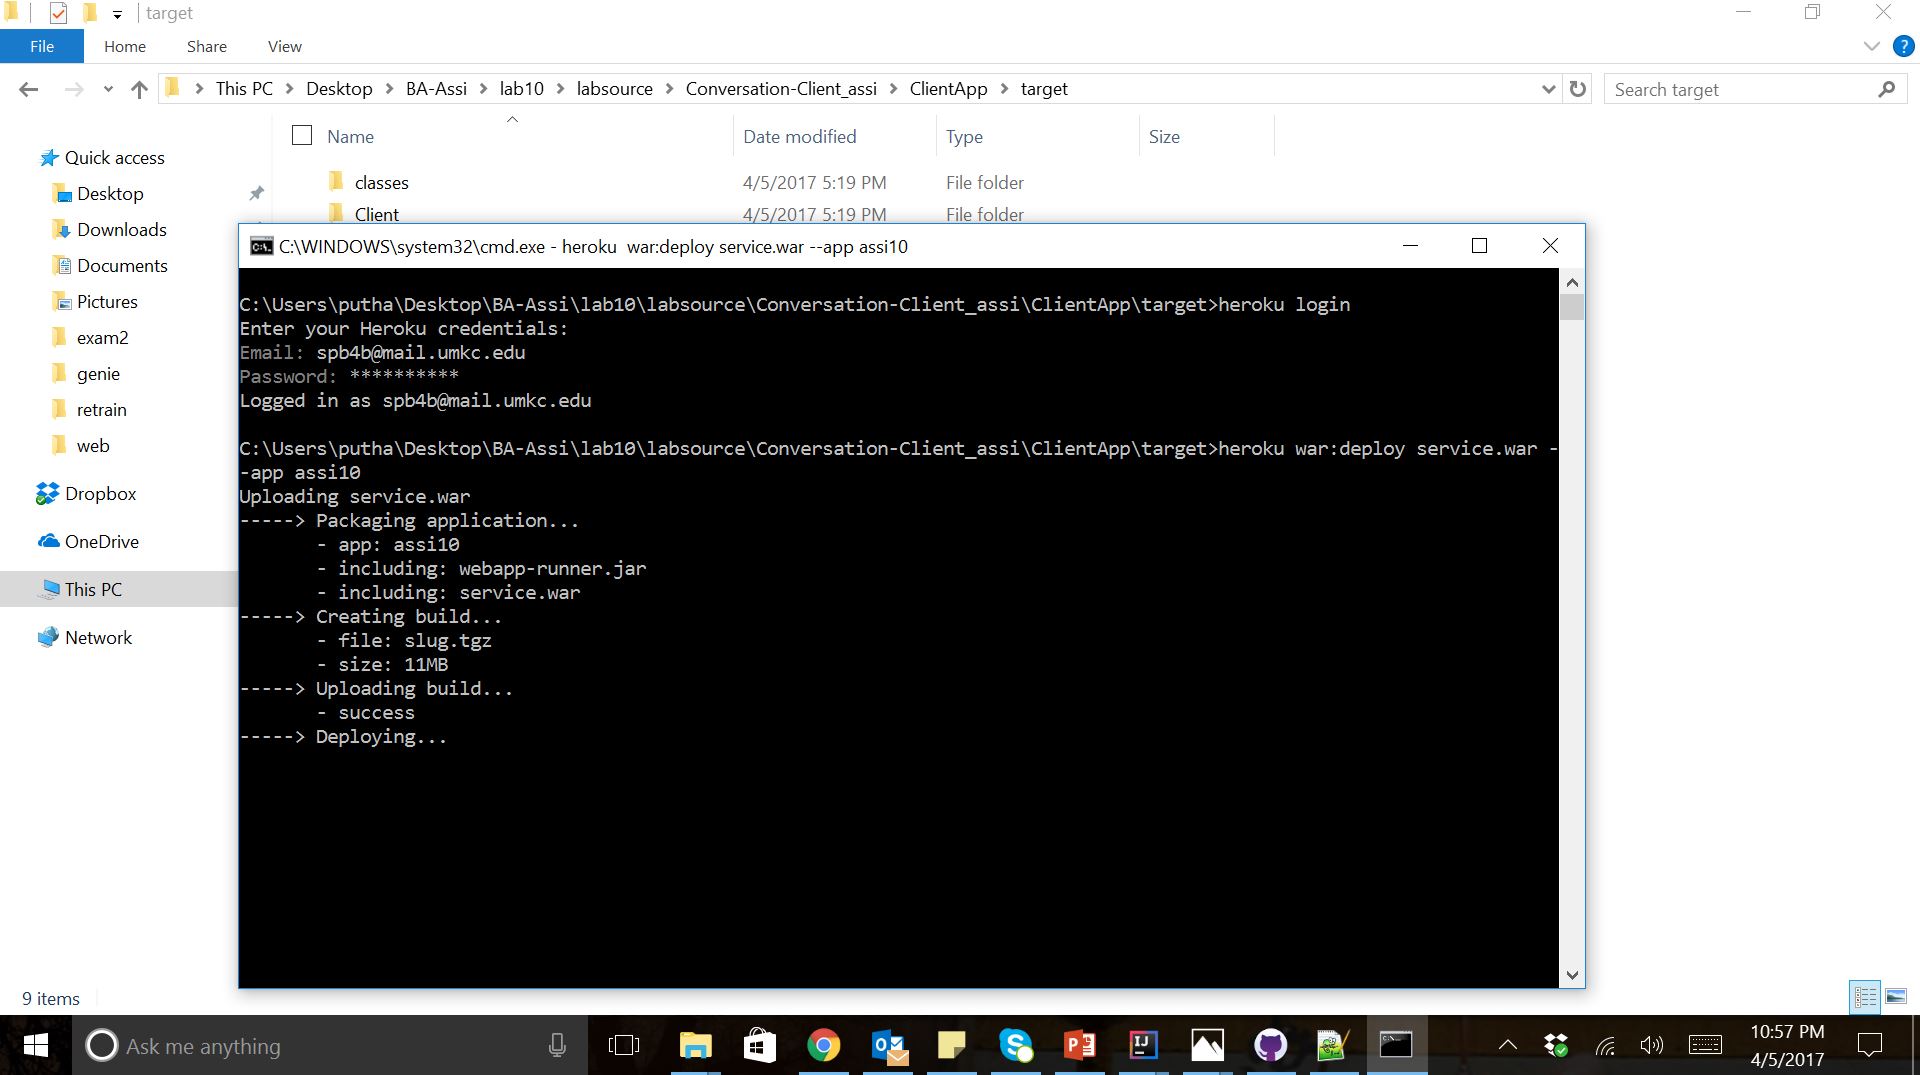 target
File Home Share View
This PC Desktop BA-Assi lab10 labsource Conversation-Client_assi ClientApp target
Search target
Name Date modified Type Size
Quick access
Desktop
Downloads
Documents
Pictures
exam2
genie
retrain
web
Dropbox
OneDrive
This PC
Network
classes 4/5/2017 5:19 PM File folder
Client 4/5/2017 5:19 PM File folder
C:\WINDOWS\system32\cmd.exe - heroku  war:deploy service.war --app assi10
C:\Users\putha\Desktop\BA-Assi\lab10\labsource\Conversation-Client_assi\ClientApp\target>heroku login
Enter your Heroku credentials:
Email: spb4b@mail.umkc.edu
Password: **********
Logged in as spb4b@mail.umkc.edu
C:\Users\putha\Desktop\BA-Assi\lab10\labsource\Conversation-Client_assi\ClientApp\target>heroku war:deploy service.war -
-app assi10
Uploading service.war
-----> Packaging application...
- app: assi10
- including: webapp-runner.jar
- including: service.war
-----> Creating build...
- file: slug.tgz
- size: 11MB
-----> Uploading build...
- success
-----> Deploying...
9 items
Ask me anything
10:57 PM
4/5/2017